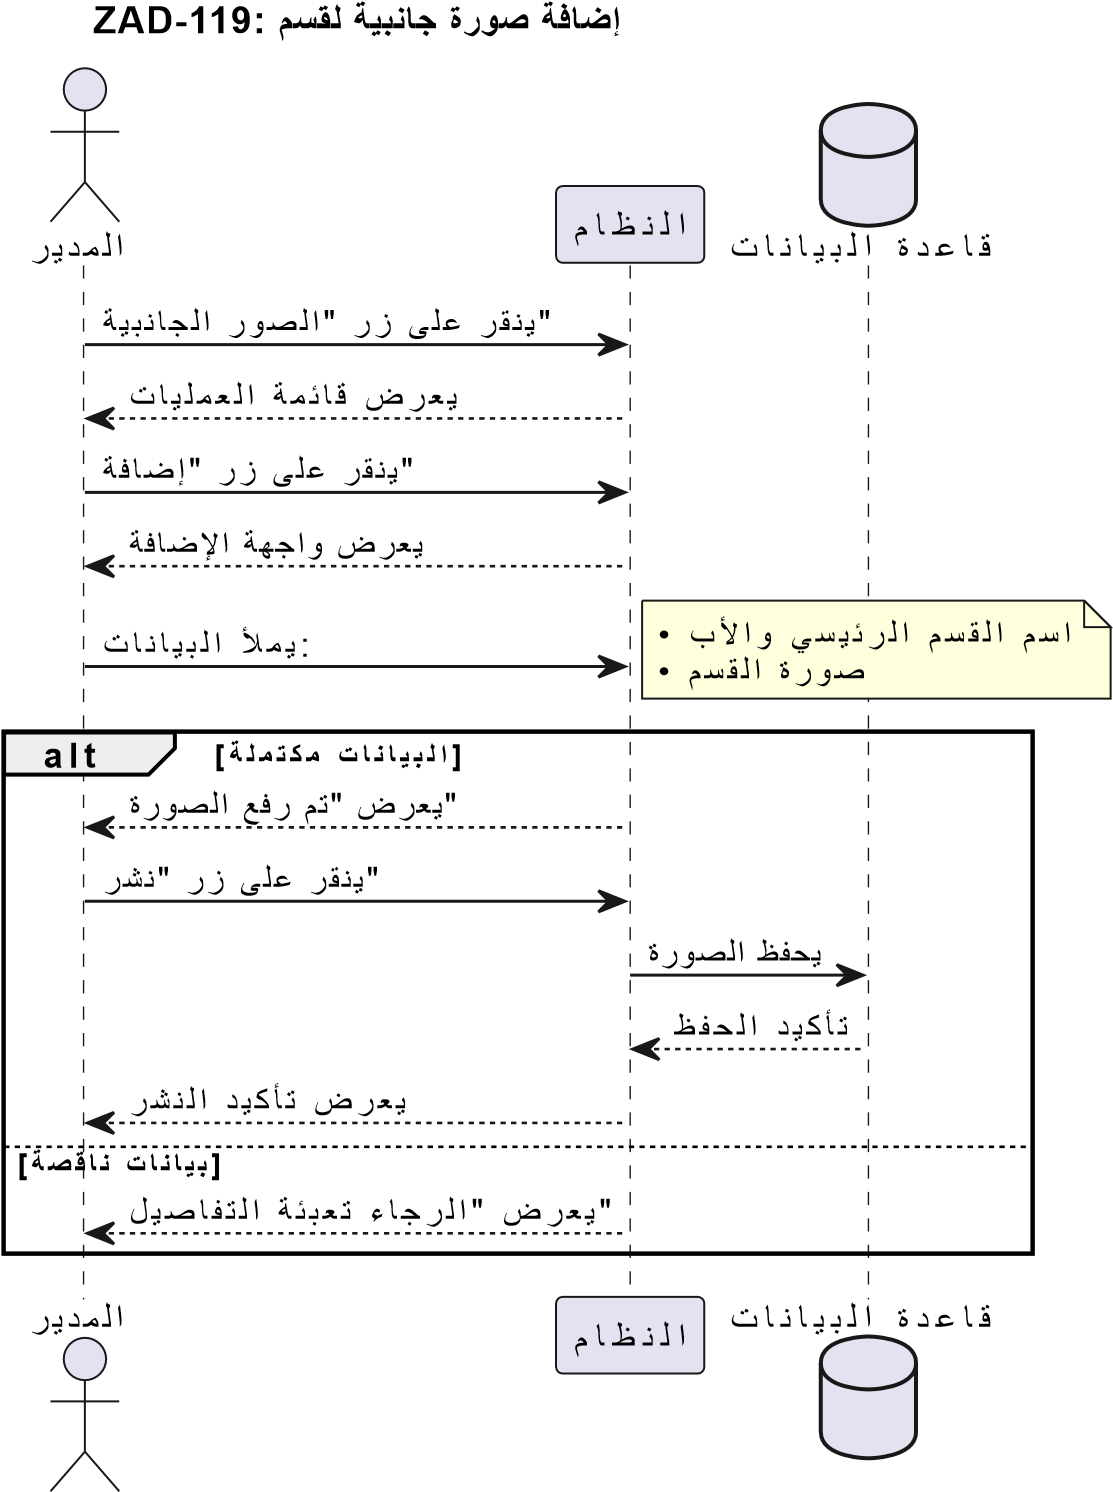 ZAD-119: إضافة صورة جانبية لقسم
المدير
النظام
قاعدة البيانات
ينقر على زر "الصور الجانبية"
يعرض قائمة العمليات
ينقر على زر "إضافة"
يعرض واجهة الإضافة
يملأ البيانات:
• اسم القسم الرئيسي والأب
• صورة القسم
alt [البيانات مكتملة]
يعرض "تم رفع الصورة"
ينقر على زر "نشر"
يحفظ الصورة
تأكيد الحفظ
يعرض تأكيد النشر
[بيانات ناقصة]
يعرض "الرجاء تعبئة التفاصيل"
المدير
النظام
قاعدة البيانات